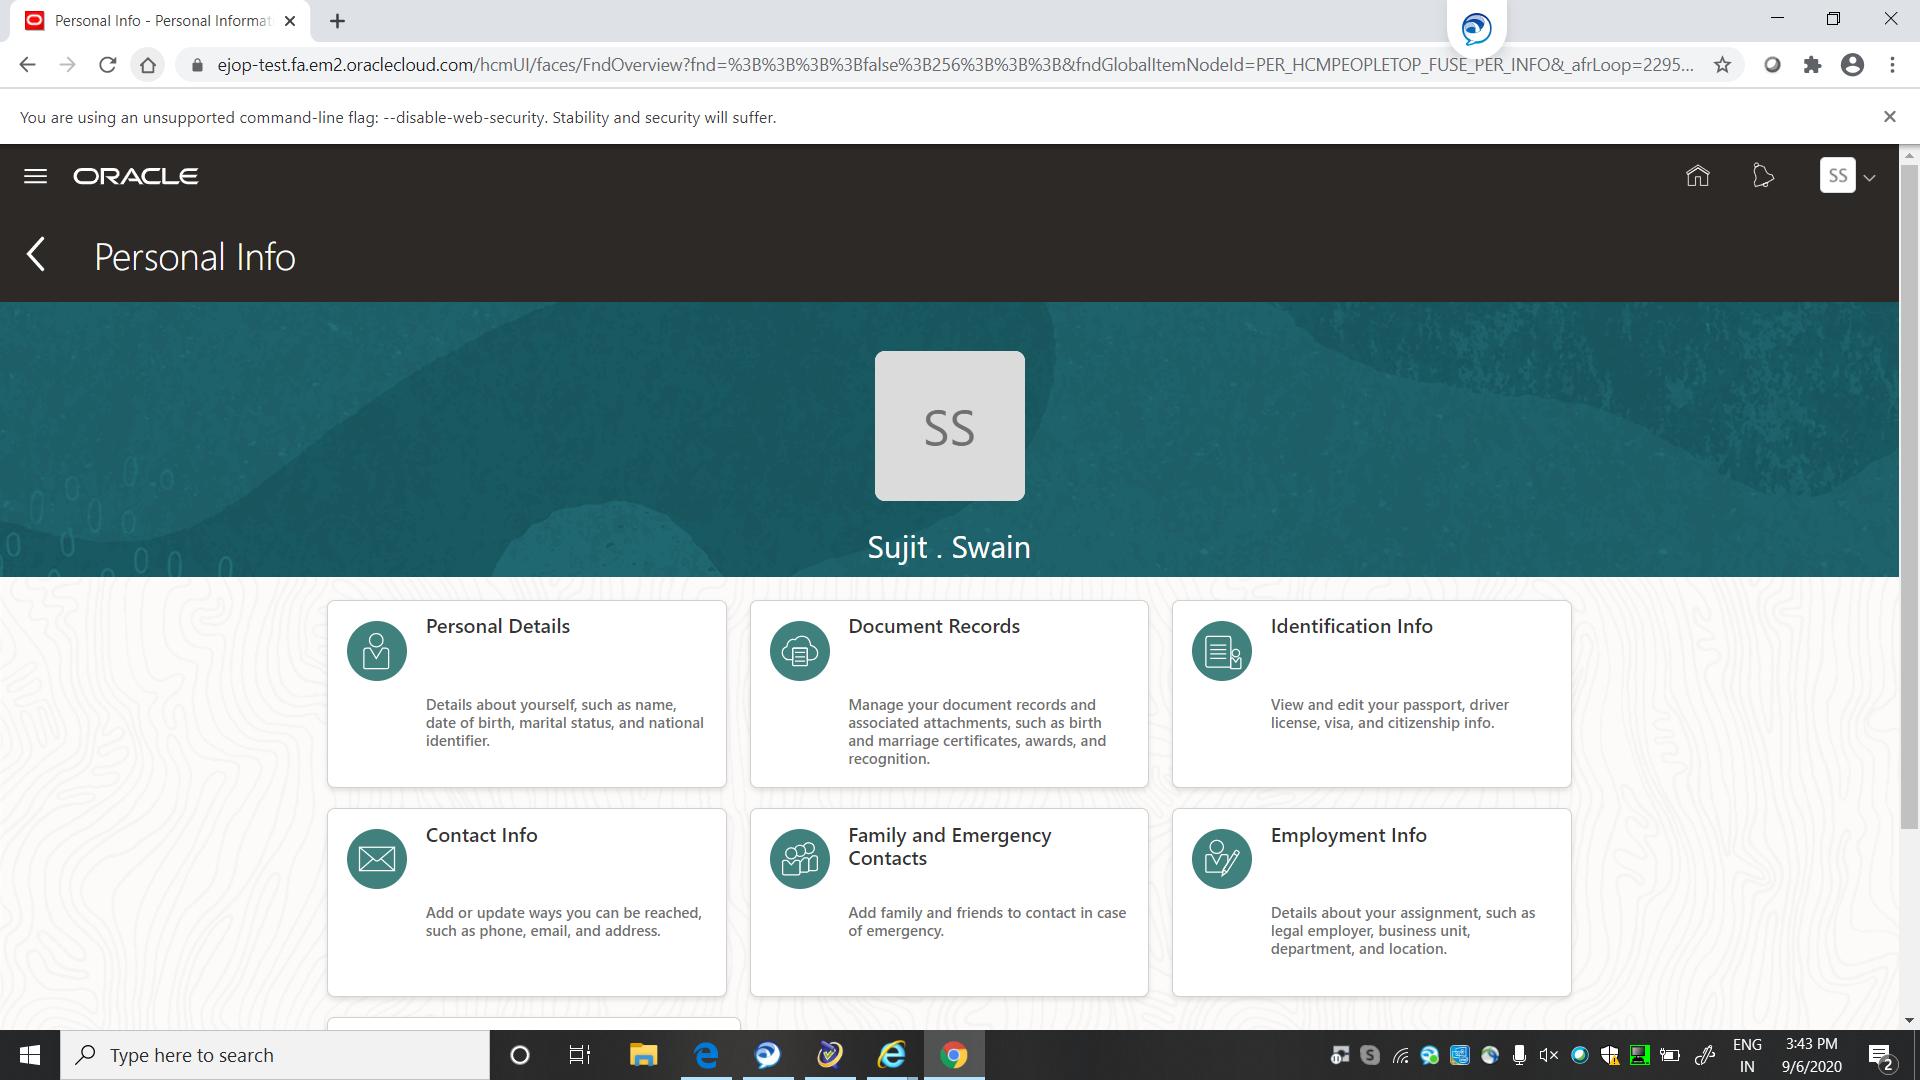 Personal Info - Personal Informat
ejop-test.fa.em2.oraclecloud.com/hcmUI/faces/FndOverview?fnd=%3B%3B%3B%3Bfalse%3B256%3B%3B%3B&fndGlobalItemNodeId=PER_HCMPEOPLETOP_FUSE_PER_INFO&_afrLoop=2295...
You are using an unsupported command-line flag: --disable-web-security. Stability and security will suffer.
ORACLE
SS
Personal Info
SS
Sujit . Swain
Personal Details
Details about yourself, such as name,
date of birth, marital status, and national
identifier.
Document Records
Manage your document records and
associated attachments, such as birth
and marriage certificates, awards, and
recognition.
Identification Info
View and edit your passport, driver
license, visa, and citizenship info.
Contact Info
Add or update ways you can be reached,
such as phone, email, and address.
Family and Emergency
Contacts
Add family and friends to contact in case
of emergency.
Employment Info
Details about your assignment, such as
legal employer, business unit,
department, and location.
Type here to search
ENG
IN
3:43 PM
9/6/2020
2